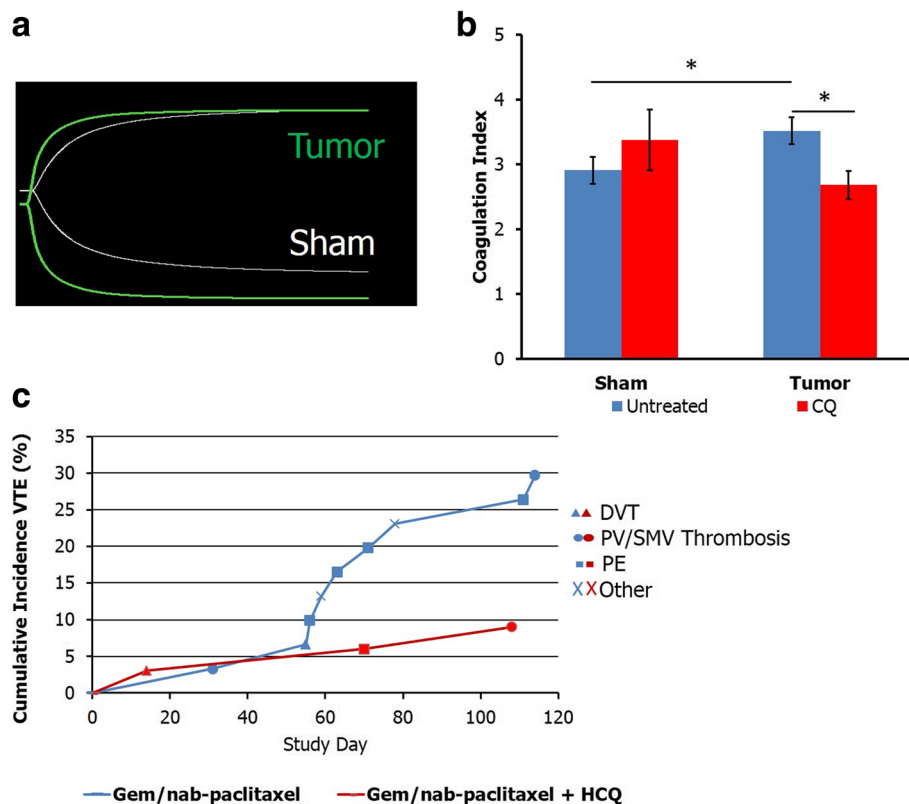 a
Tumor
Sham
b
Coagulation Index
5
4
3
2
1
0
*
*
Sham
Tumor
Untreated
CQ
c
Cumulative Incidence VTE (%)
35
30
25
20
15
10
5
0
0 20 40 60 80 100 120
Study Day
DVT
PV/SMV Thrombosis
PE
Other
Gem/nab-paclitaxel
Gem/nab-paclitaxel + HCQ